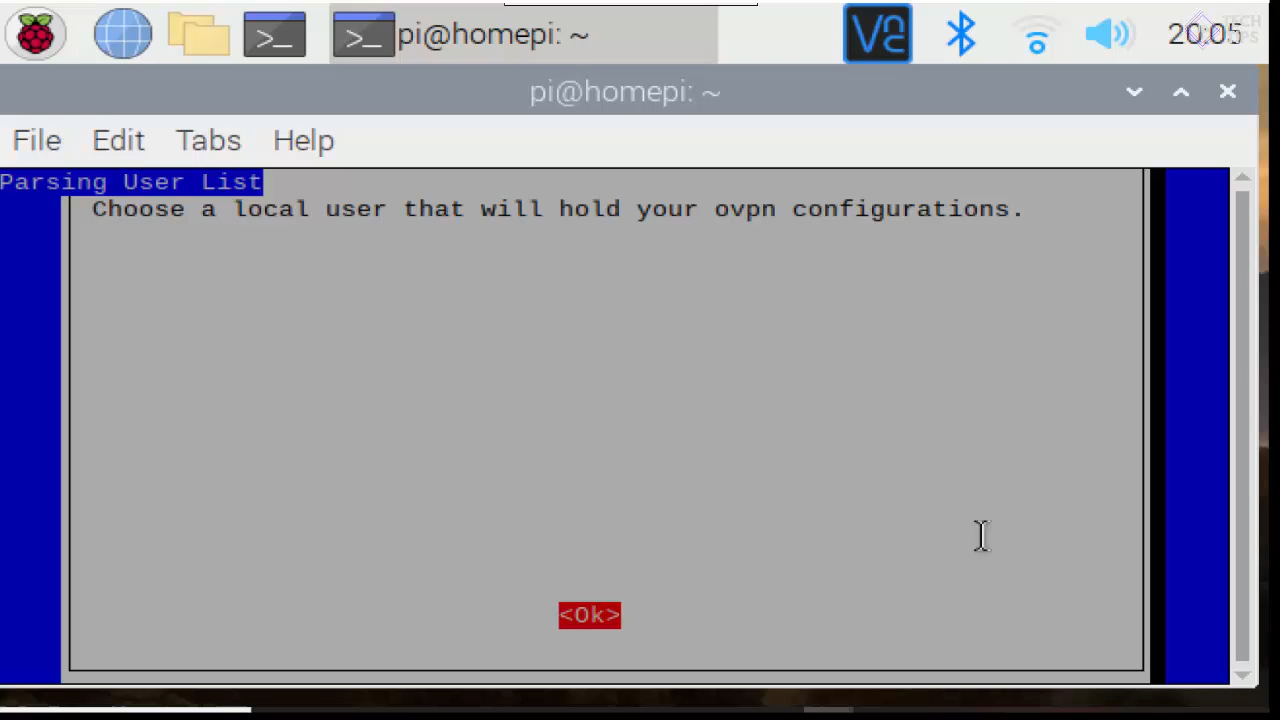 >_
>_
pi@homepi: ~
V2
20:05
pi@homepi: ~
File Edit Tabs Help
Parsing User List
Choose a local user that will hold your ovpn configurations.
<Ok>